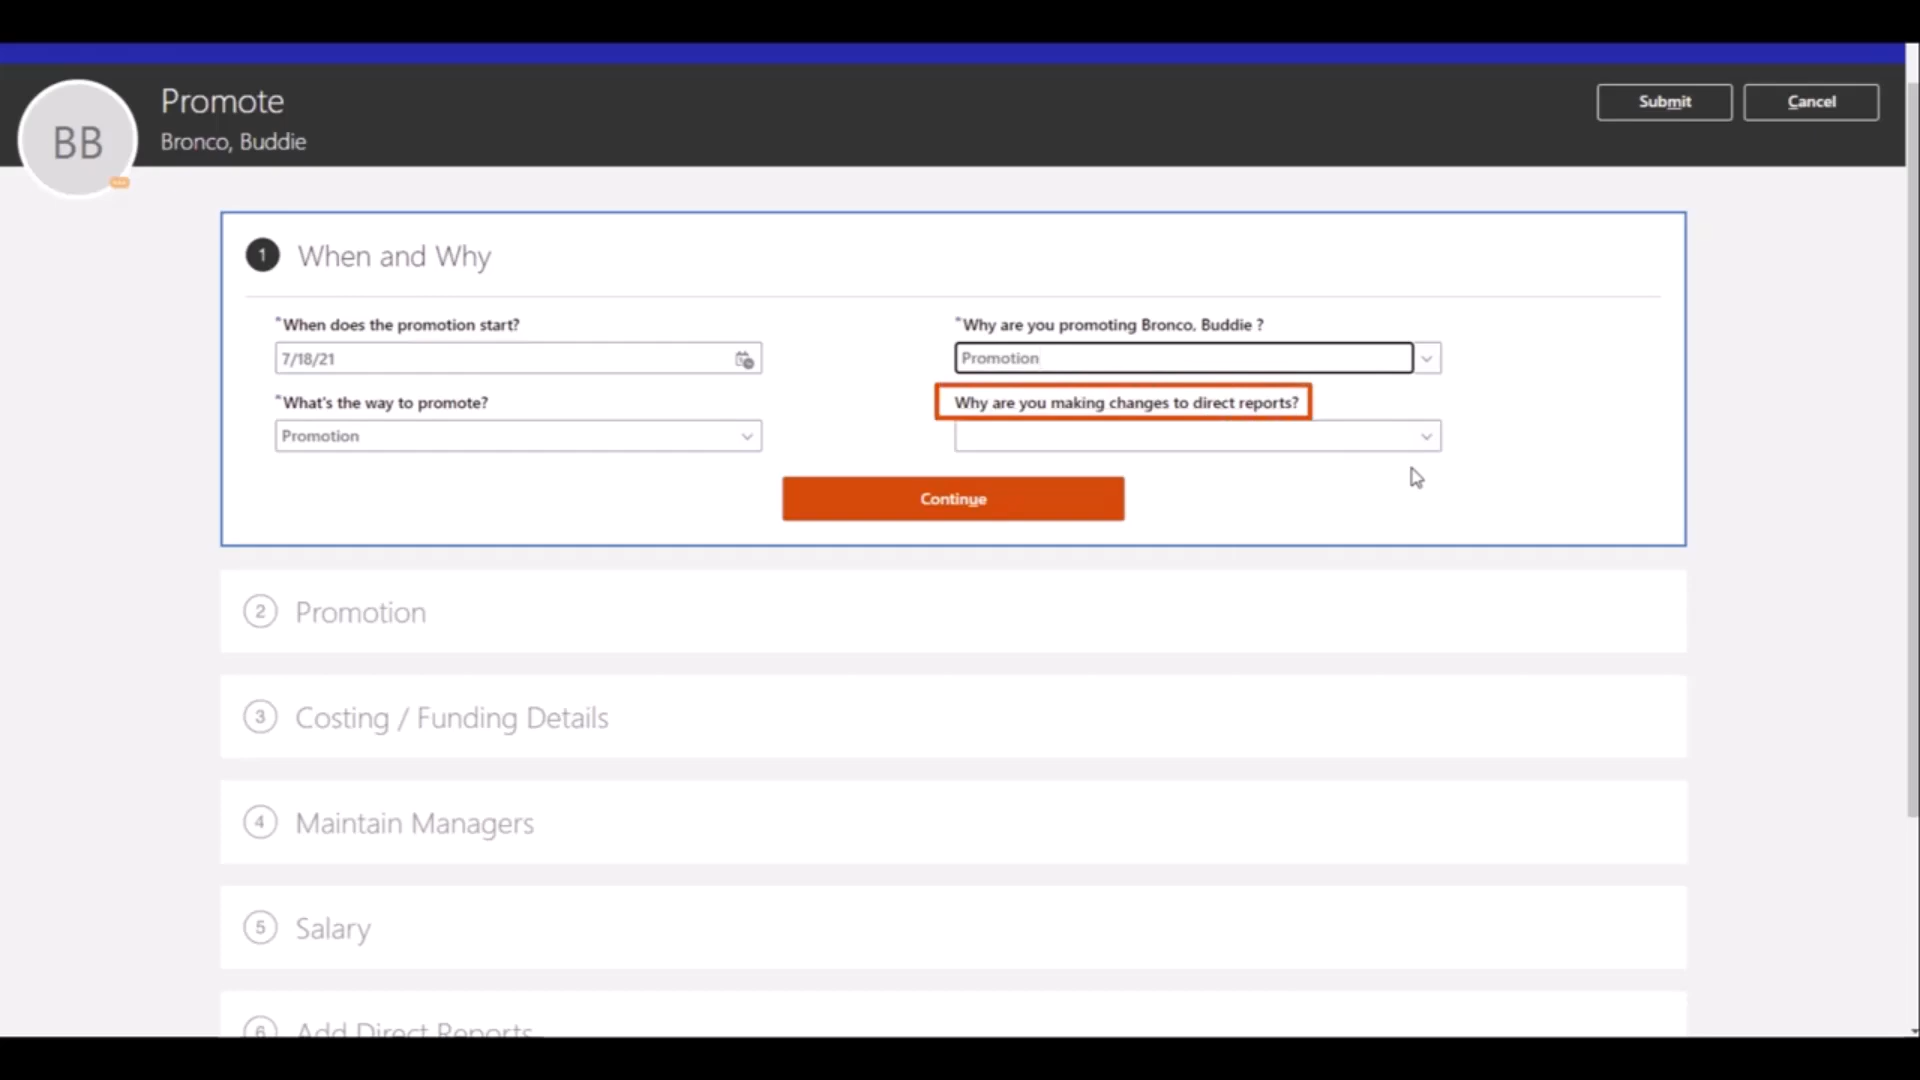 Promote
Submit
Cancel
BB
Bronco, Buddie
1 When and Why
*When does the promotion start?
*Why are you promoting Bronco, Buddie ?
7/18/21
Promotion
*What's the way to promote?
Why are you making changes to direct reports?
Promotion
Continue
2 Promotion
3 Costing / Funding Details
4 Maintain Managers
5 Salary
6 Add Direct Reports